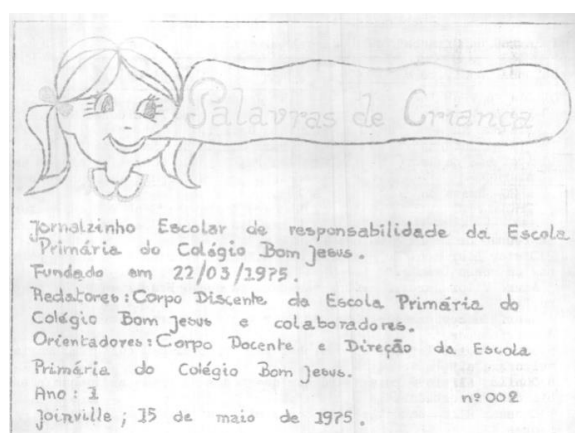 Palavras de Criança
Jornalzinho Escolar de responsabilidade da Escola
Primária do Colégio Bom Jesus.
Fundado em 22/03/1975.
Redatores: Corpo Discente da Escola Primária do
Colégio Bom Jesus e colaboradores.
Orientadores: Corpo Docente e Direção da Escola
Primária do Colégio Bom Jesus.
Ano: 1 nº 002
Joinville; 15 de maio de 1975.